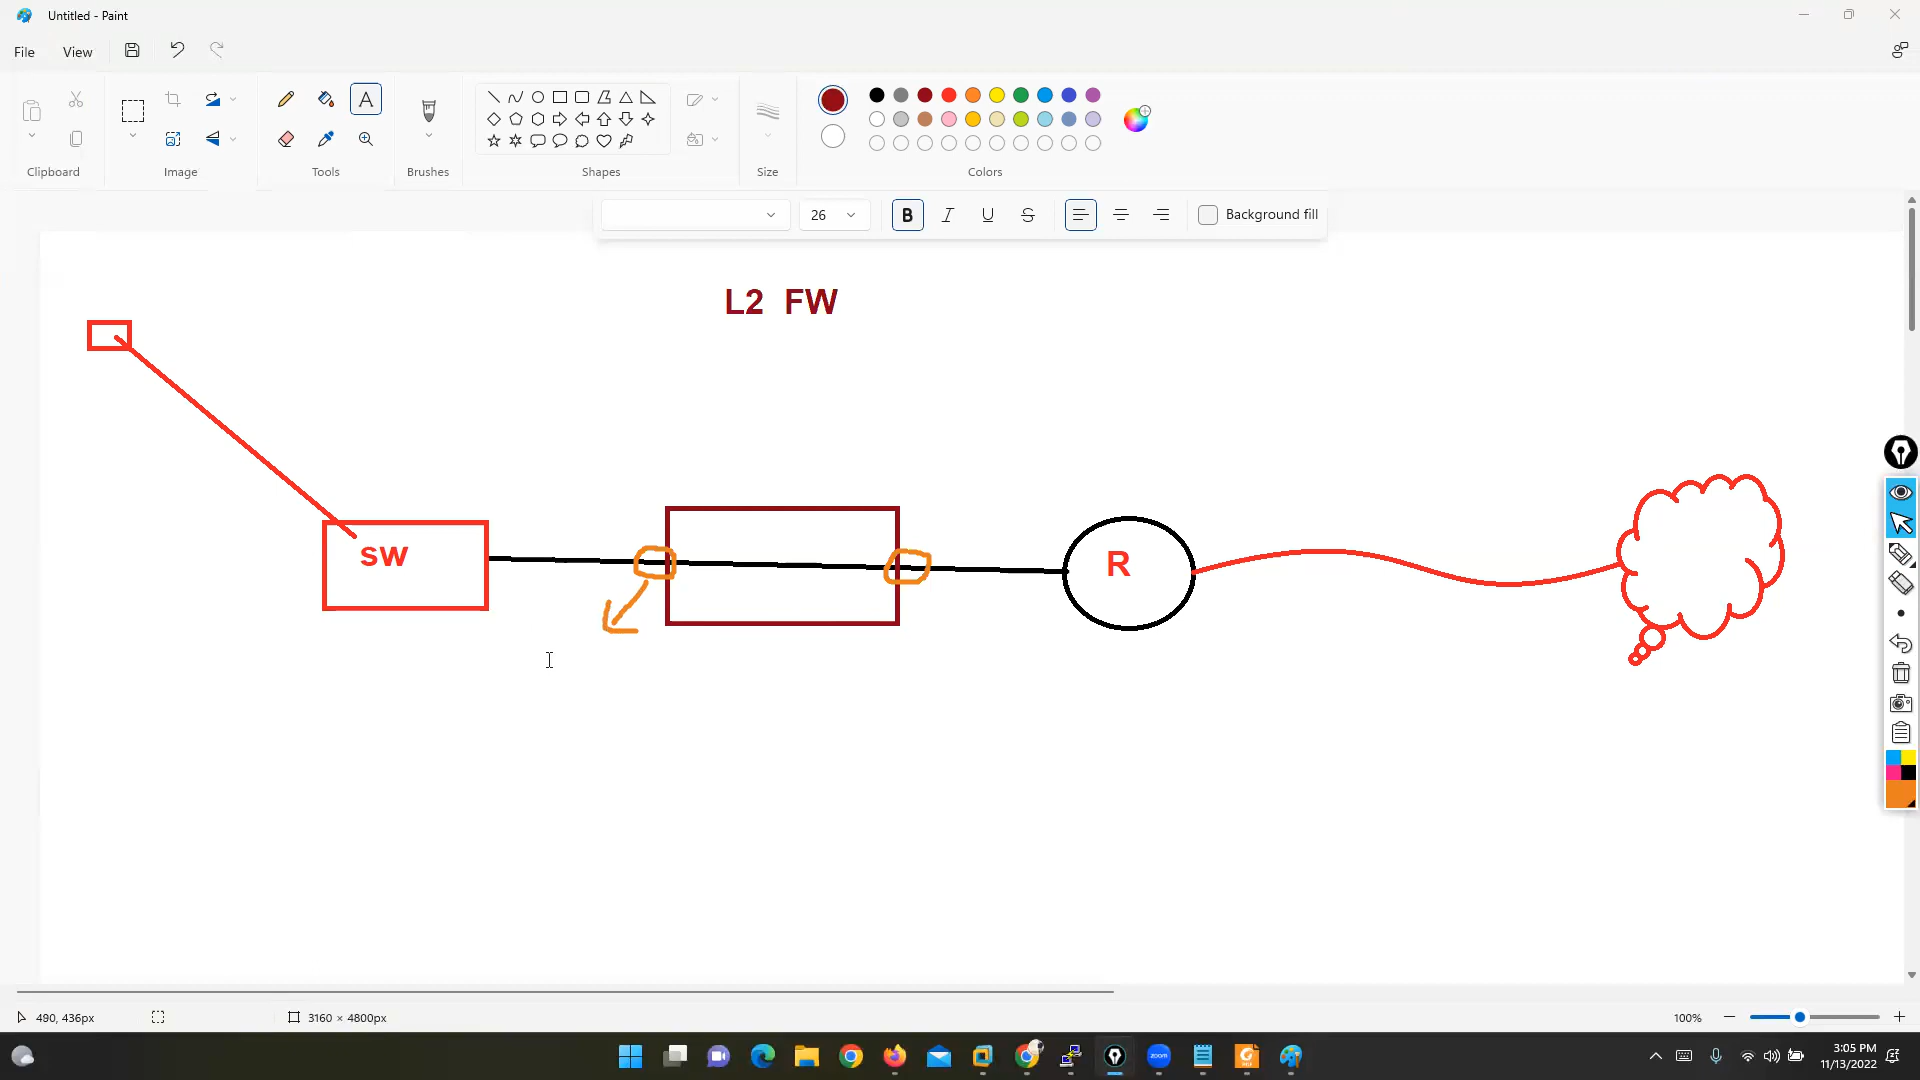 Untitled - Paint
File
View
Clipboard
Image
Tools
Brushes
Shapes
Size
Colors
26
B
I
U
S
Background fill
L2 FW
SW
R
490, 436px
3160 × 4800px
100%
zoom
3:05 PM
11/13/2022